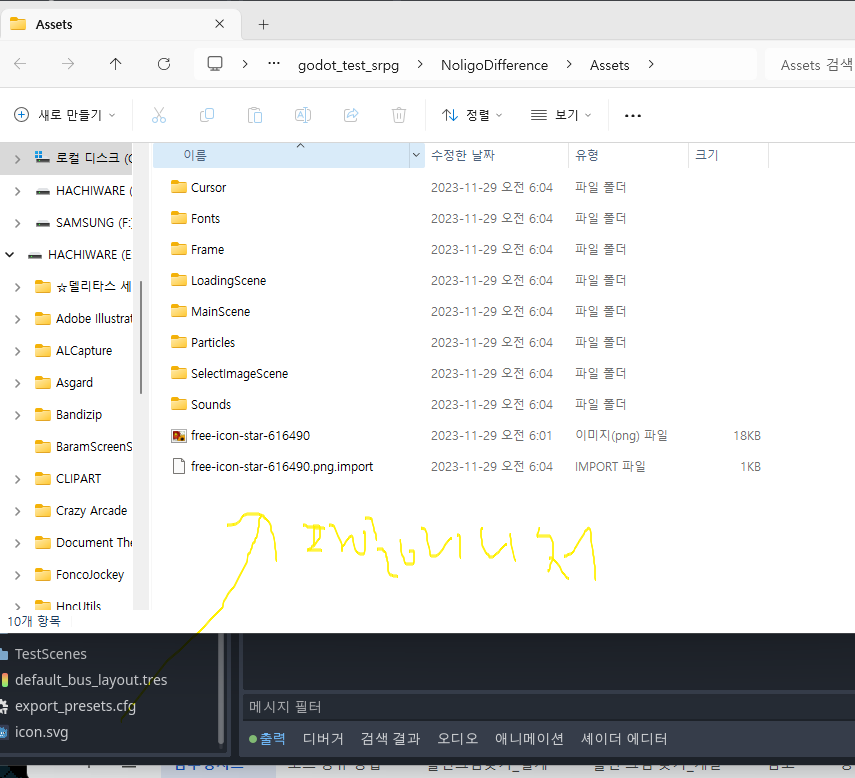 Assets
godot_test_srpg > NoligoDifference > Assets >
Assets 검색
새로 만들기
정렬
보기
이름 수정한 날짜 유형 크기
로컬 디스크 (
HACHIWARE (
SAMSUNG (F:
HACHIWARE (E
☆멜리타스 세
Adobe Illustrat
ALCapture
Asgard
Bandizip
BaramScreenS
CLIPART
Crazy Arcade
Document The
FoncoJockey
HncUtils
Cursor 2023-11-29 오전 6:04 파일 폴더
Fonts 2023-11-29 오전 6:04 파일 폴더
Frame 2023-11-29 오전 6:04 파일 폴더
LoadingScene 2023-11-29 오전 6:04 파일 폴더
MainScene 2023-11-29 오전 6:04 파일 폴더
Particles 2023-11-29 오전 6:04 파일 폴더
SelectImageScene 2023-11-29 오전 6:04 파일 폴더
Sounds 2023-11-29 오전 6:04 파일 폴더
free-icon-star-616490 2023-11-29 오전 6:01 이미지(png) 파일 18KB
free-icon-star-616490.png.import 2023-11-29 오전 6:04 IMPORT 파일 1KB
10개 항목
TestScenes
default_bus_layout.tres
export_presets.cfg
icon.svg
메시지 필터
출력 디버거 검색 결과 오디오 애니메이션 셰이더 에디터